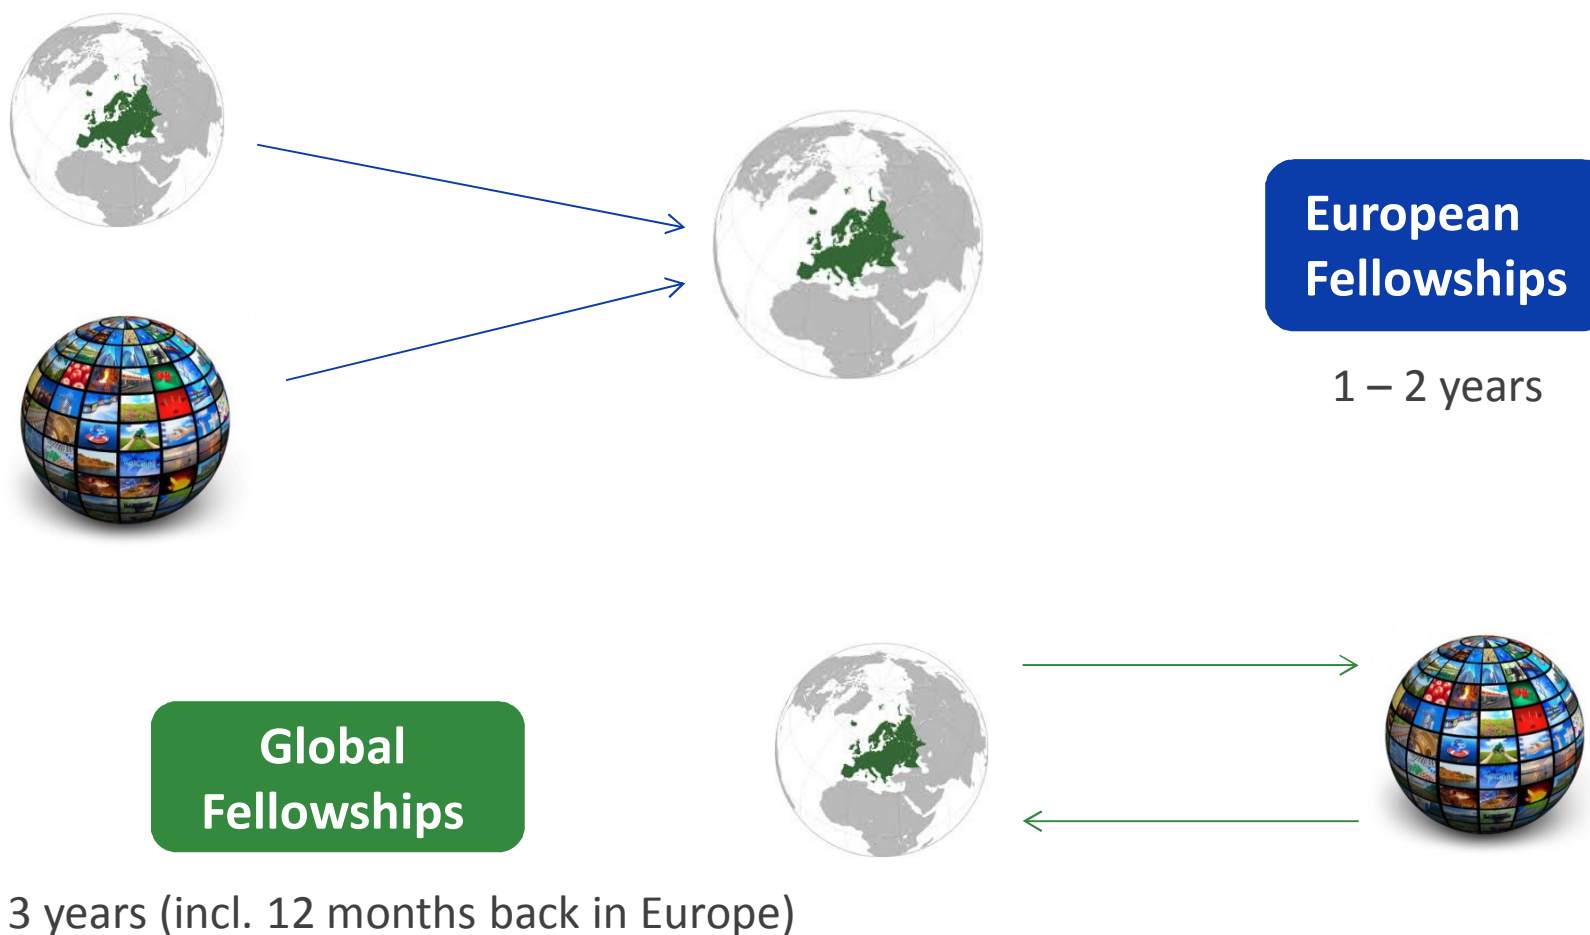 European
Fellowships
1 – 2 years
Global
Fellowships
3 years (incl. 12 months back in Europe)